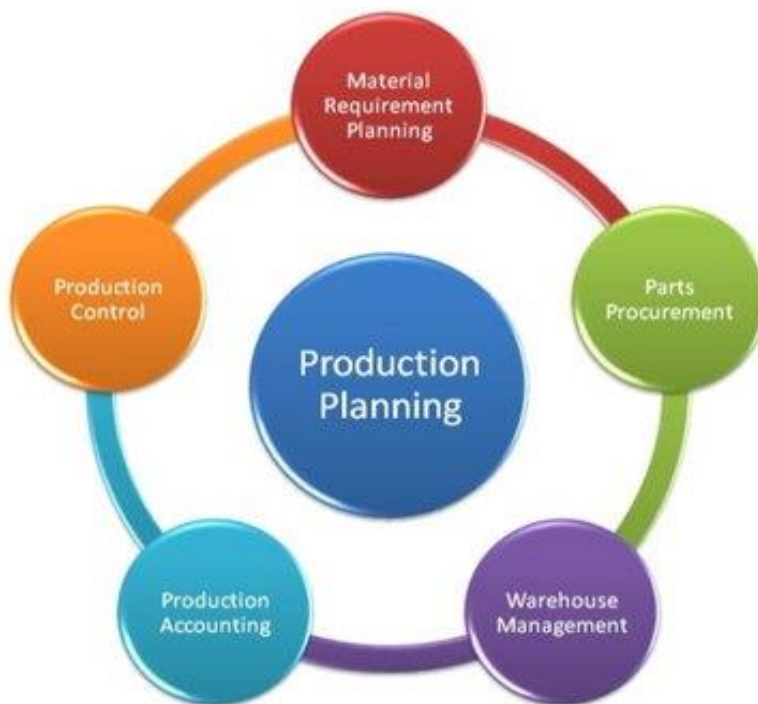 Material
Requirement
Planning
Parts
Procurement
Warehouse
Management
Production
Accounting
Production
Control
Production
Planning